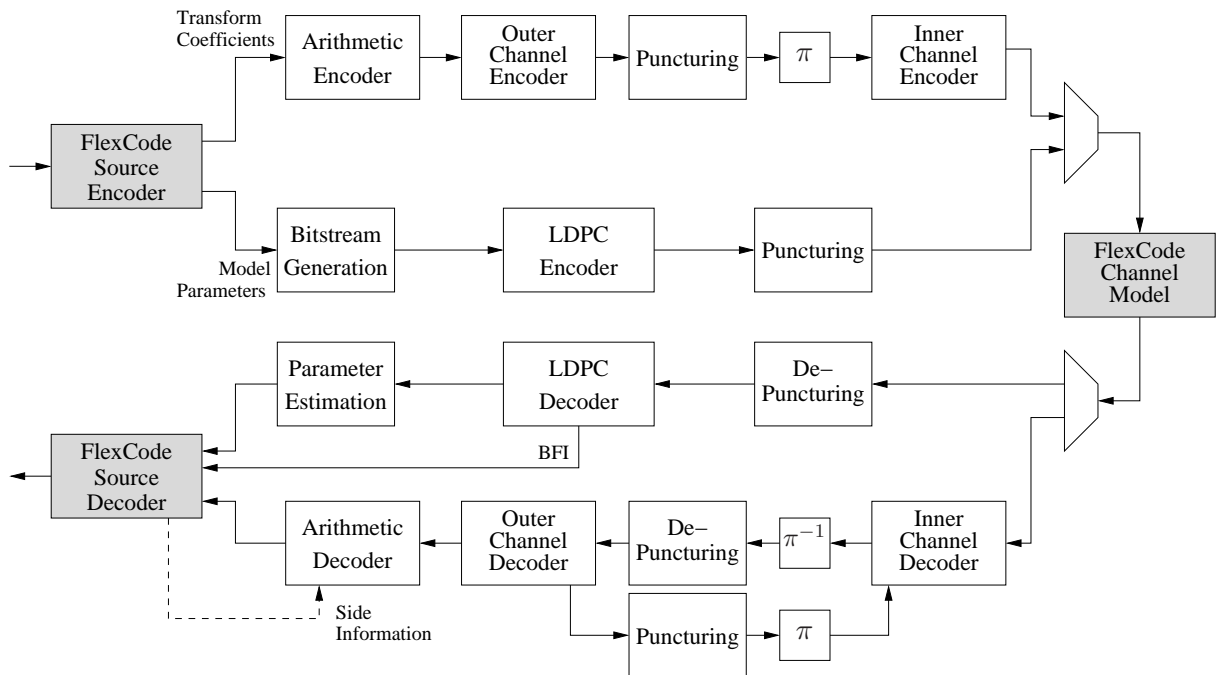 Transform
Coefficients
Arithmetic
Encoder
Outer
Channel
Encoder
Puncturing
π
Inner
Channel
Encoder
FlexCode
Source
Encoder
Bitstream
Generation
Model
Parameters
LDPC
Encoder
Puncturing
FlexCode
Channel
Model
Parameter
Estimation
LDPC
Decoder
De–
Puncturing
BFI
FlexCode
Source
Decoder
Arithmetic
Decoder
Outer
Channel
Decoder
De–
Puncturing
π⁻¹
Inner
Channel
Decoder
Side
Information
Puncturing
π